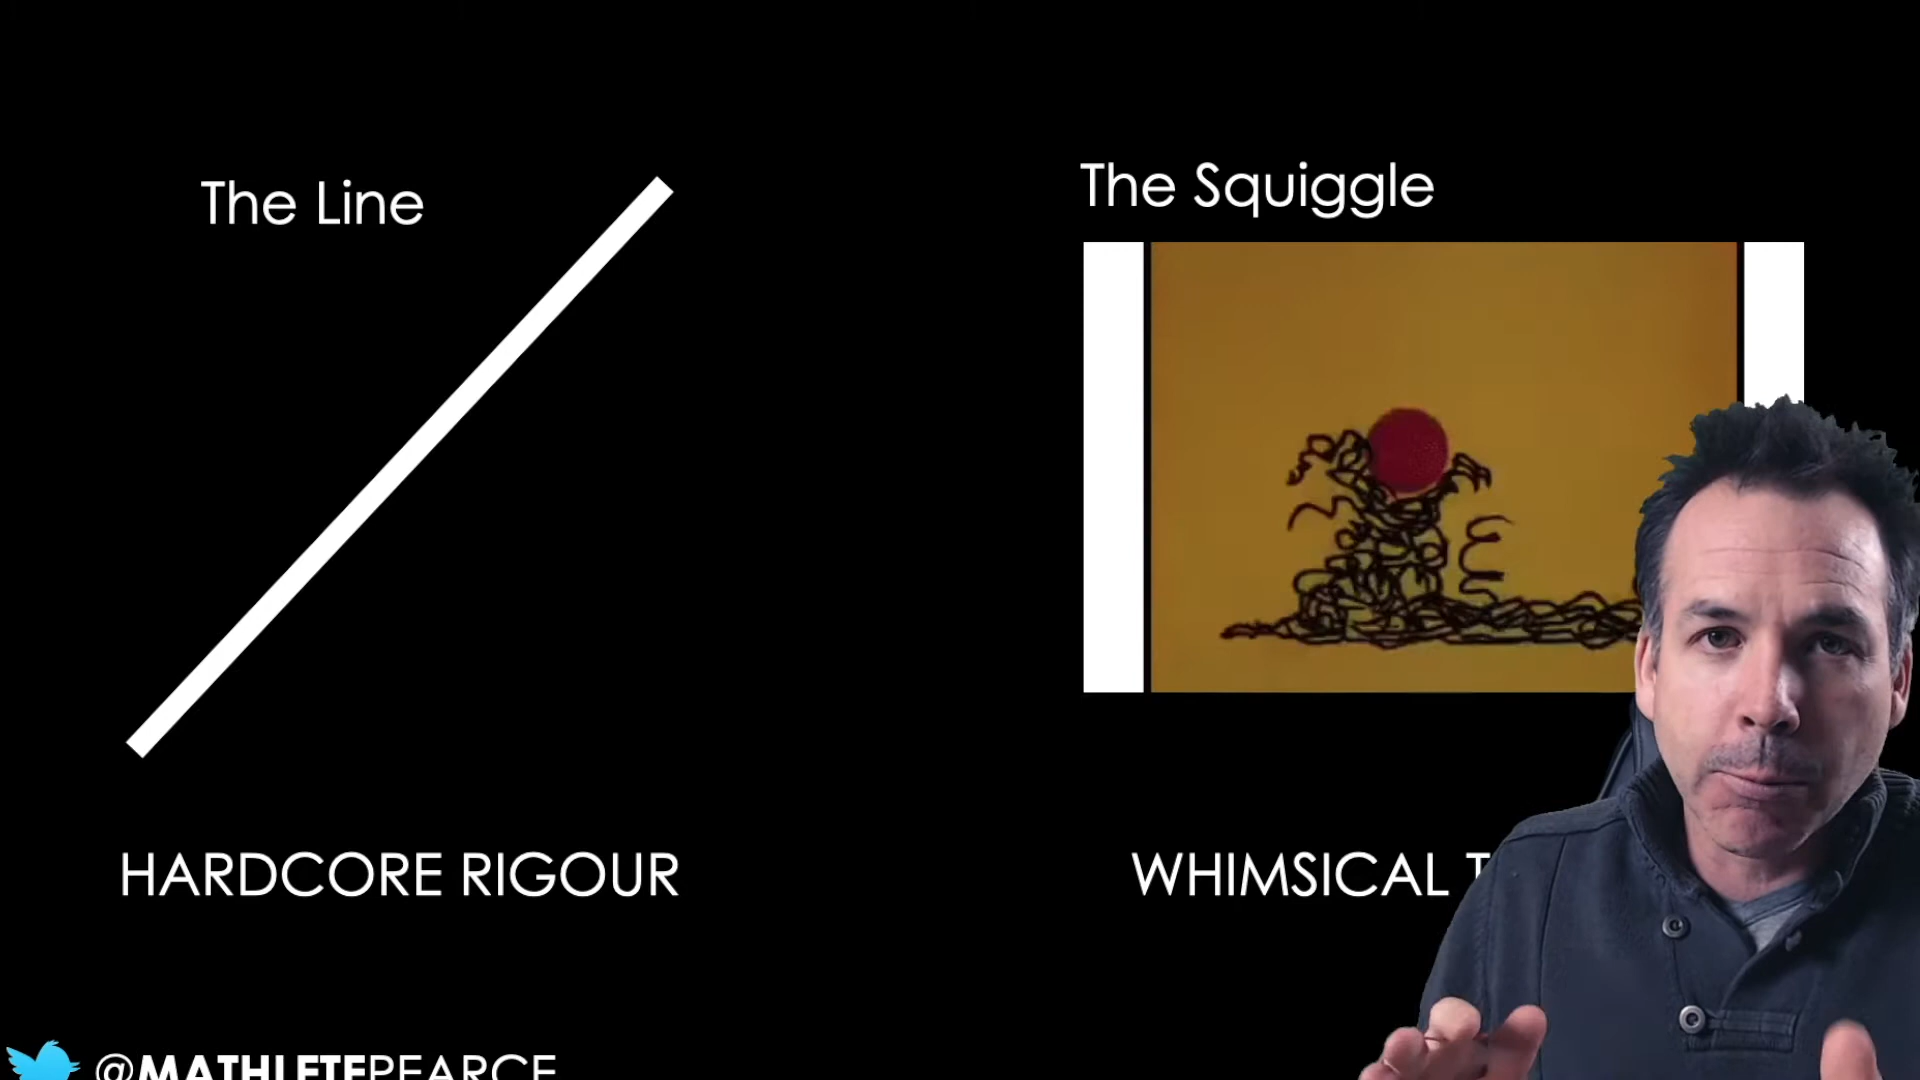 The Line
The Squiggle
HARDCORE RIGOUR
WHIMSICAL
@MATHLETEPEARCE